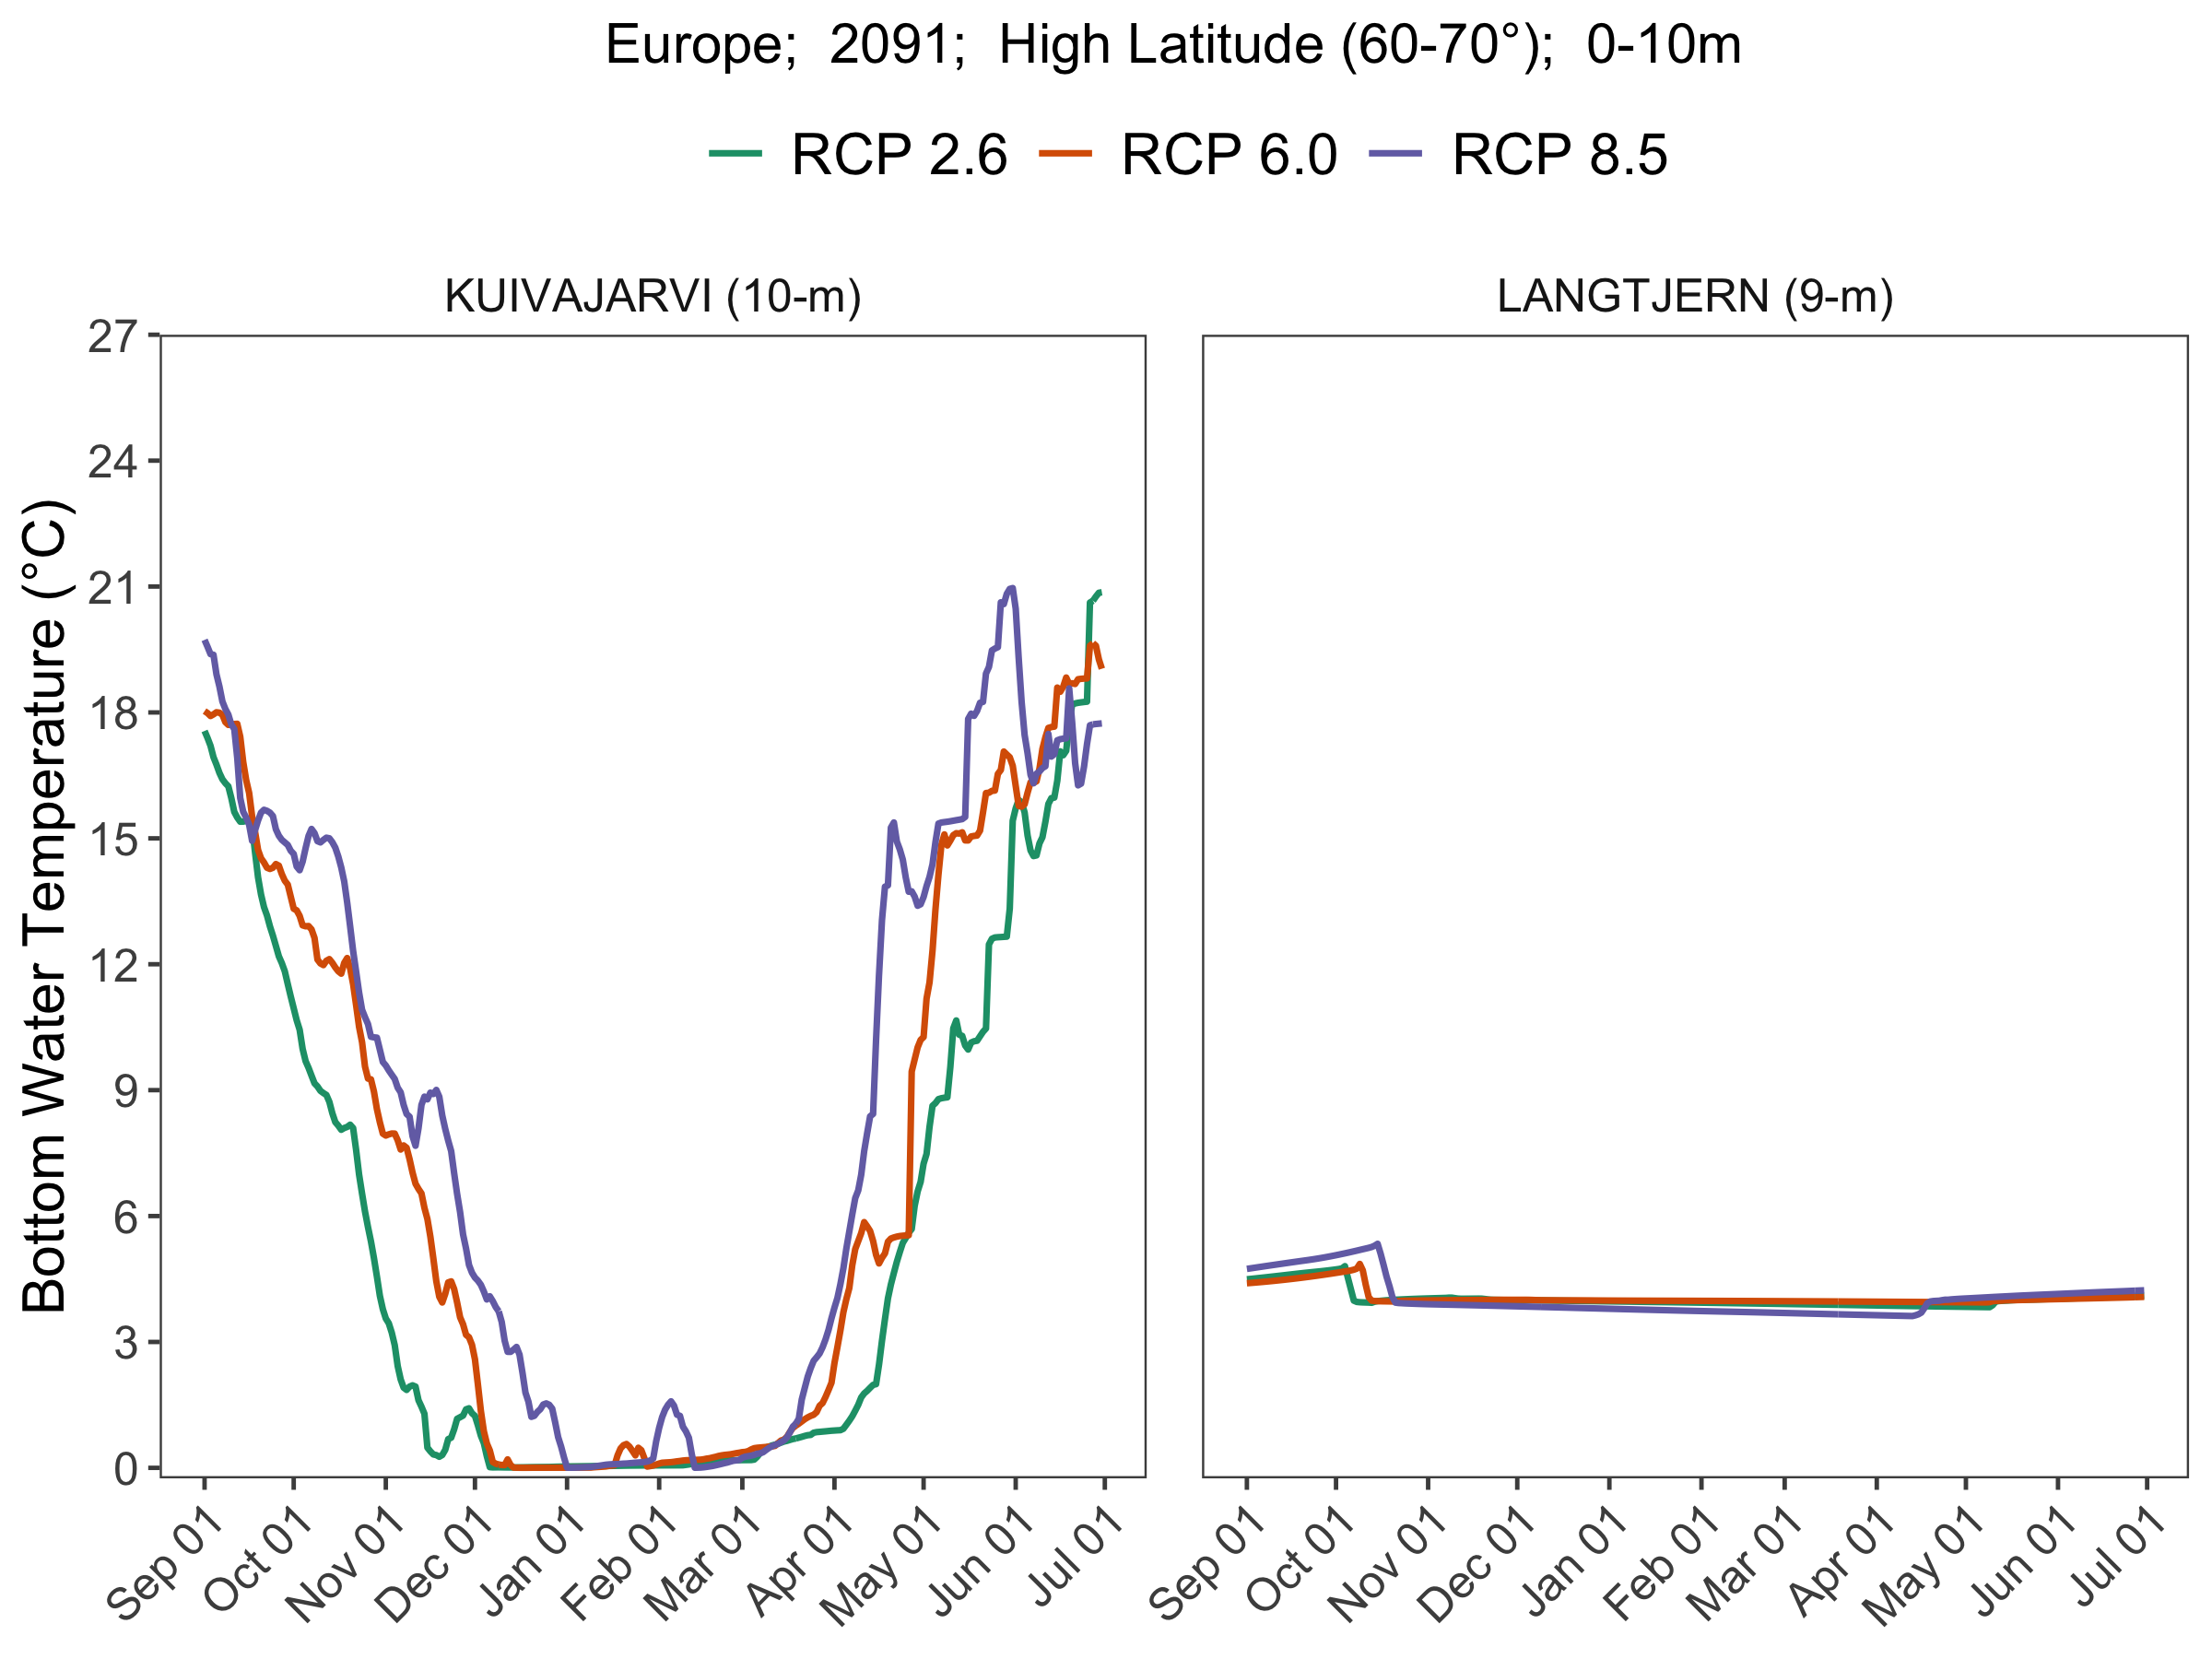 Europe;  2091;  High Latitude (60-70°);  0-10m
RCP 2.6 RCP 6.0 RCP 8.5
KUIVAJARVI (10-m) LANGTJERN (9-m)
Bottom Water Temperature (°C)
27
24
21
18
15
12
9
6
3
0
Sep 01 Oct 01 Nov 01 Dec 01 Jan 01 Feb 01 Mar 01 Apr 01 May 01 Jun 01 Jul 01
Sep 01 Oct 01 Nov 01 Dec 01 Jan 01 Feb 01 Mar 01 Apr 01 May 01 Jun 01 Jul 01